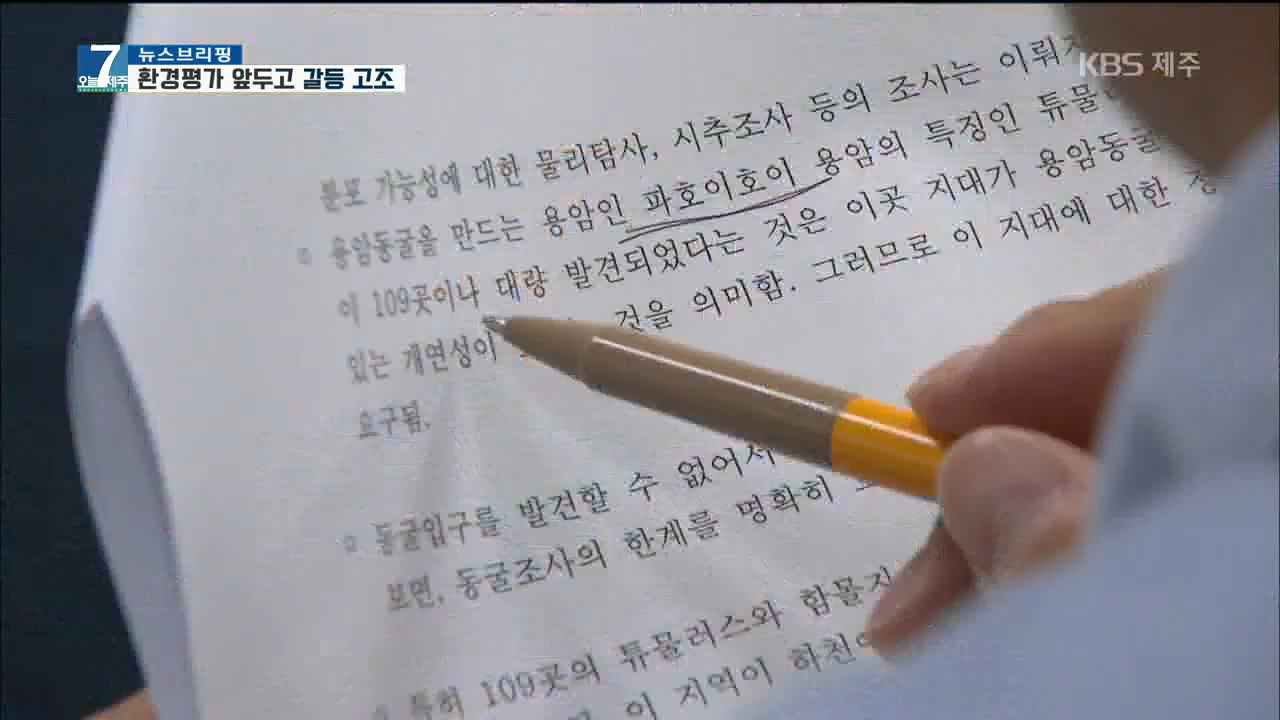 7
오늘 제주
뉴스브리핑
환경평가 앞두고 갈등 고조
KBS 제주
분포 가능성에 대한 물리탐사, 시추조사 등의 조사는 이뤄지
용암동굴을 만드는 용암인 파호이호이 용암의 특징인 튜물러
이 109곳이나 대량 발견되었다는 것은 이곳 지대가 용암동굴
있는 개연성이 것을 의미함. 그러므로 이 지대에 대한 정
요구됨.
동굴입구를 발견할 수 없어서
보면, 동굴조사의 한계를 명확히
특히 109곳의 튜물러스와 함몰지
이 지역이 하천